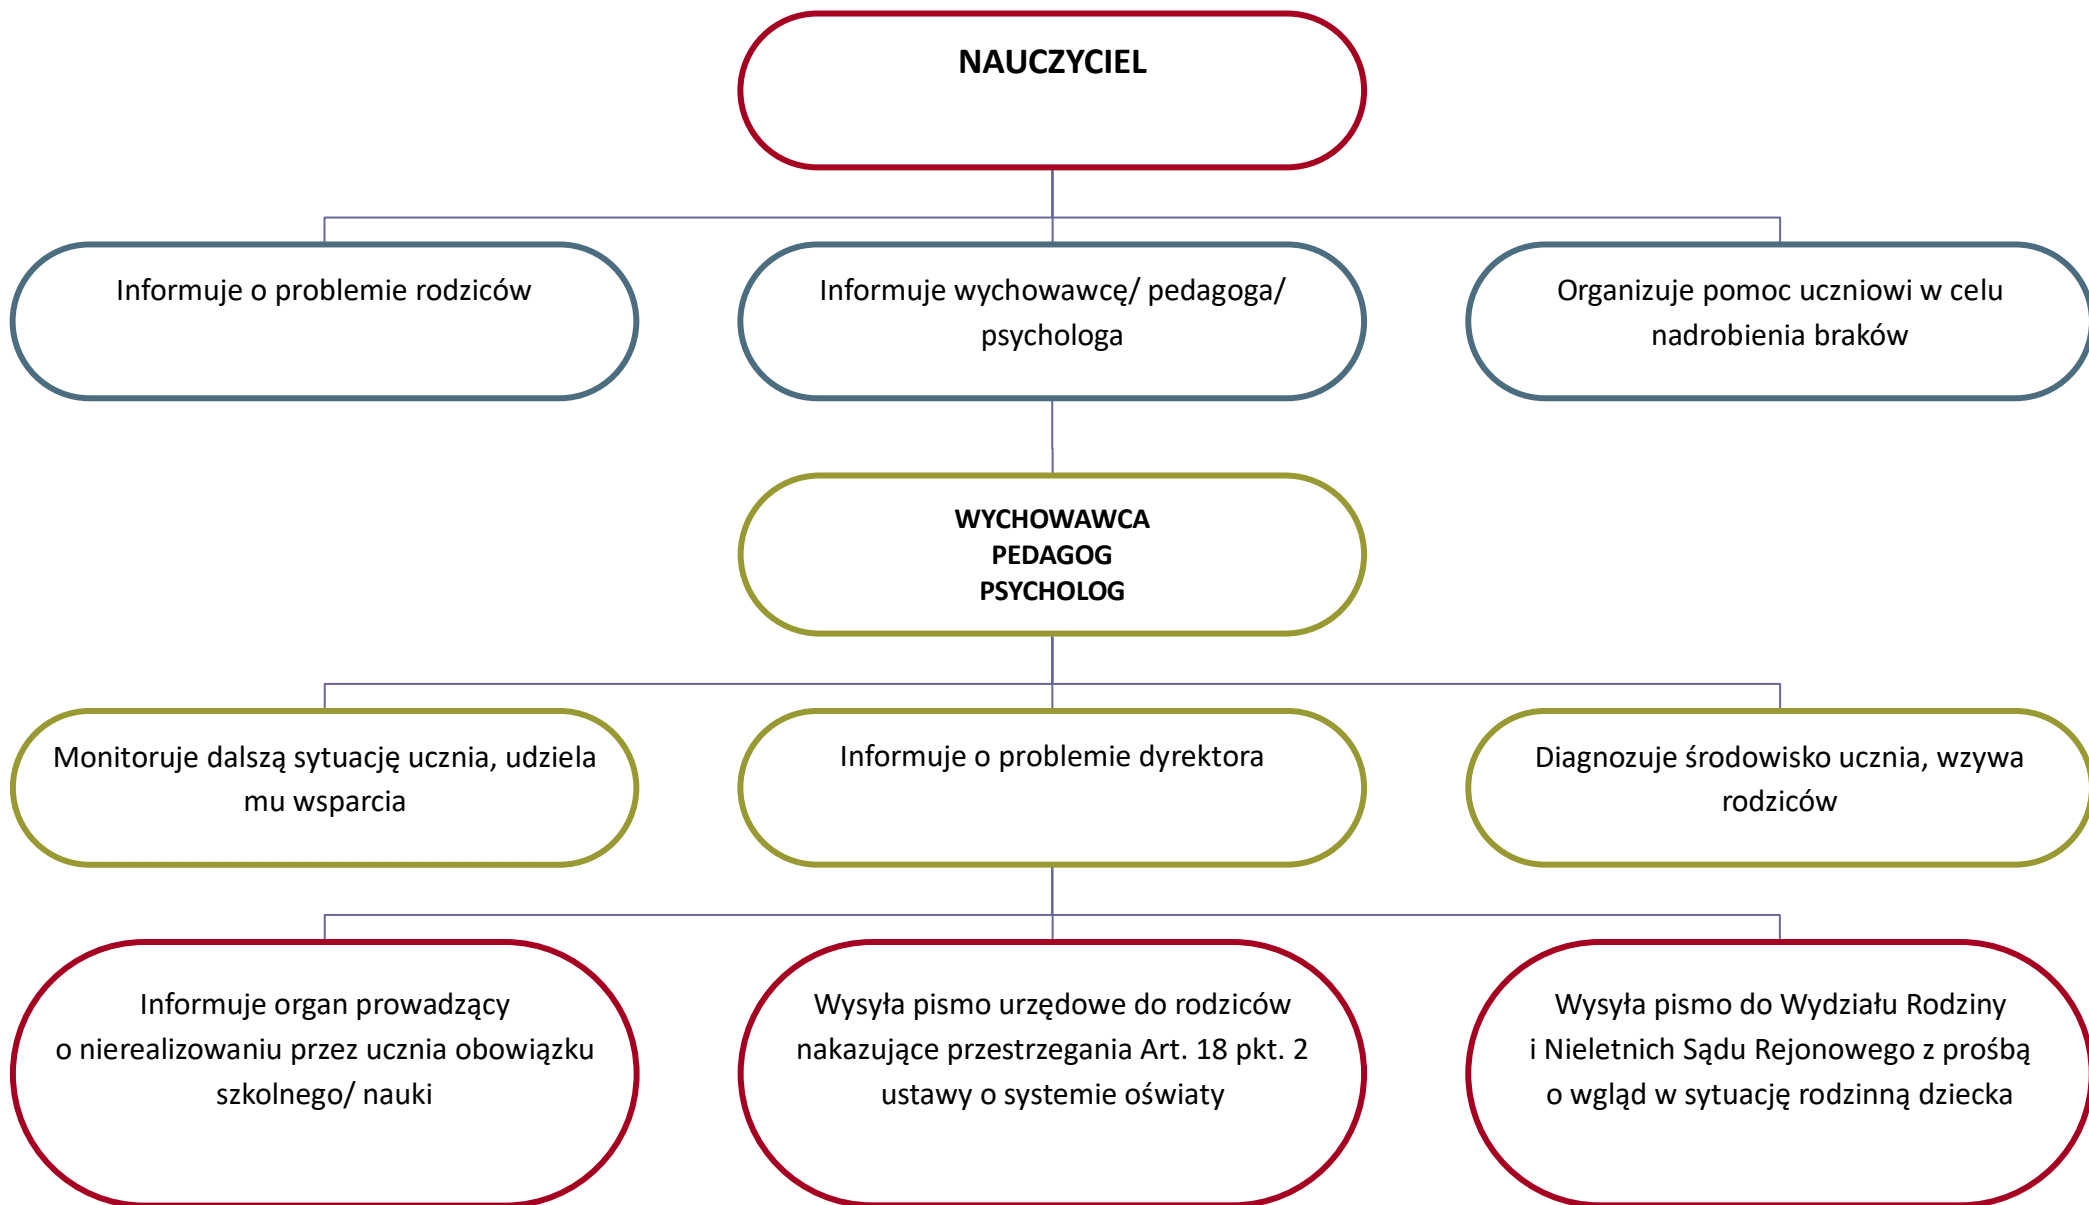 NAUCZYCIEL
Informuje o problemie rodziców
Informuje wychowawcę/ pedagoga/
psychologa
Organizuje pomoc uczniowi w celu
nadrobienia braków
WYCHOWAWCA
PEDAGOG
PSYCHOLOG
Monitoruje dalszą sytuację ucznia, udziela
mu wsparcia
Informuje o problemie dyrektora
Diagnozuje środowisko ucznia, wzywa
rodziców
Informuje organ prowadzący
o nierealizowaniu przez ucznia obowiązku
szkolnego/ nauki
Wysyła pismo urzędowe do rodziców
nakazujące przestrzegania Art. 18 pkt. 2
ustawy o systemie oświaty
Wysyła pismo do Wydziału Rodziny
i Nieletnich Sądu Rejonowego z prośbą
o wgląd w sytuację rodzinną dziecka